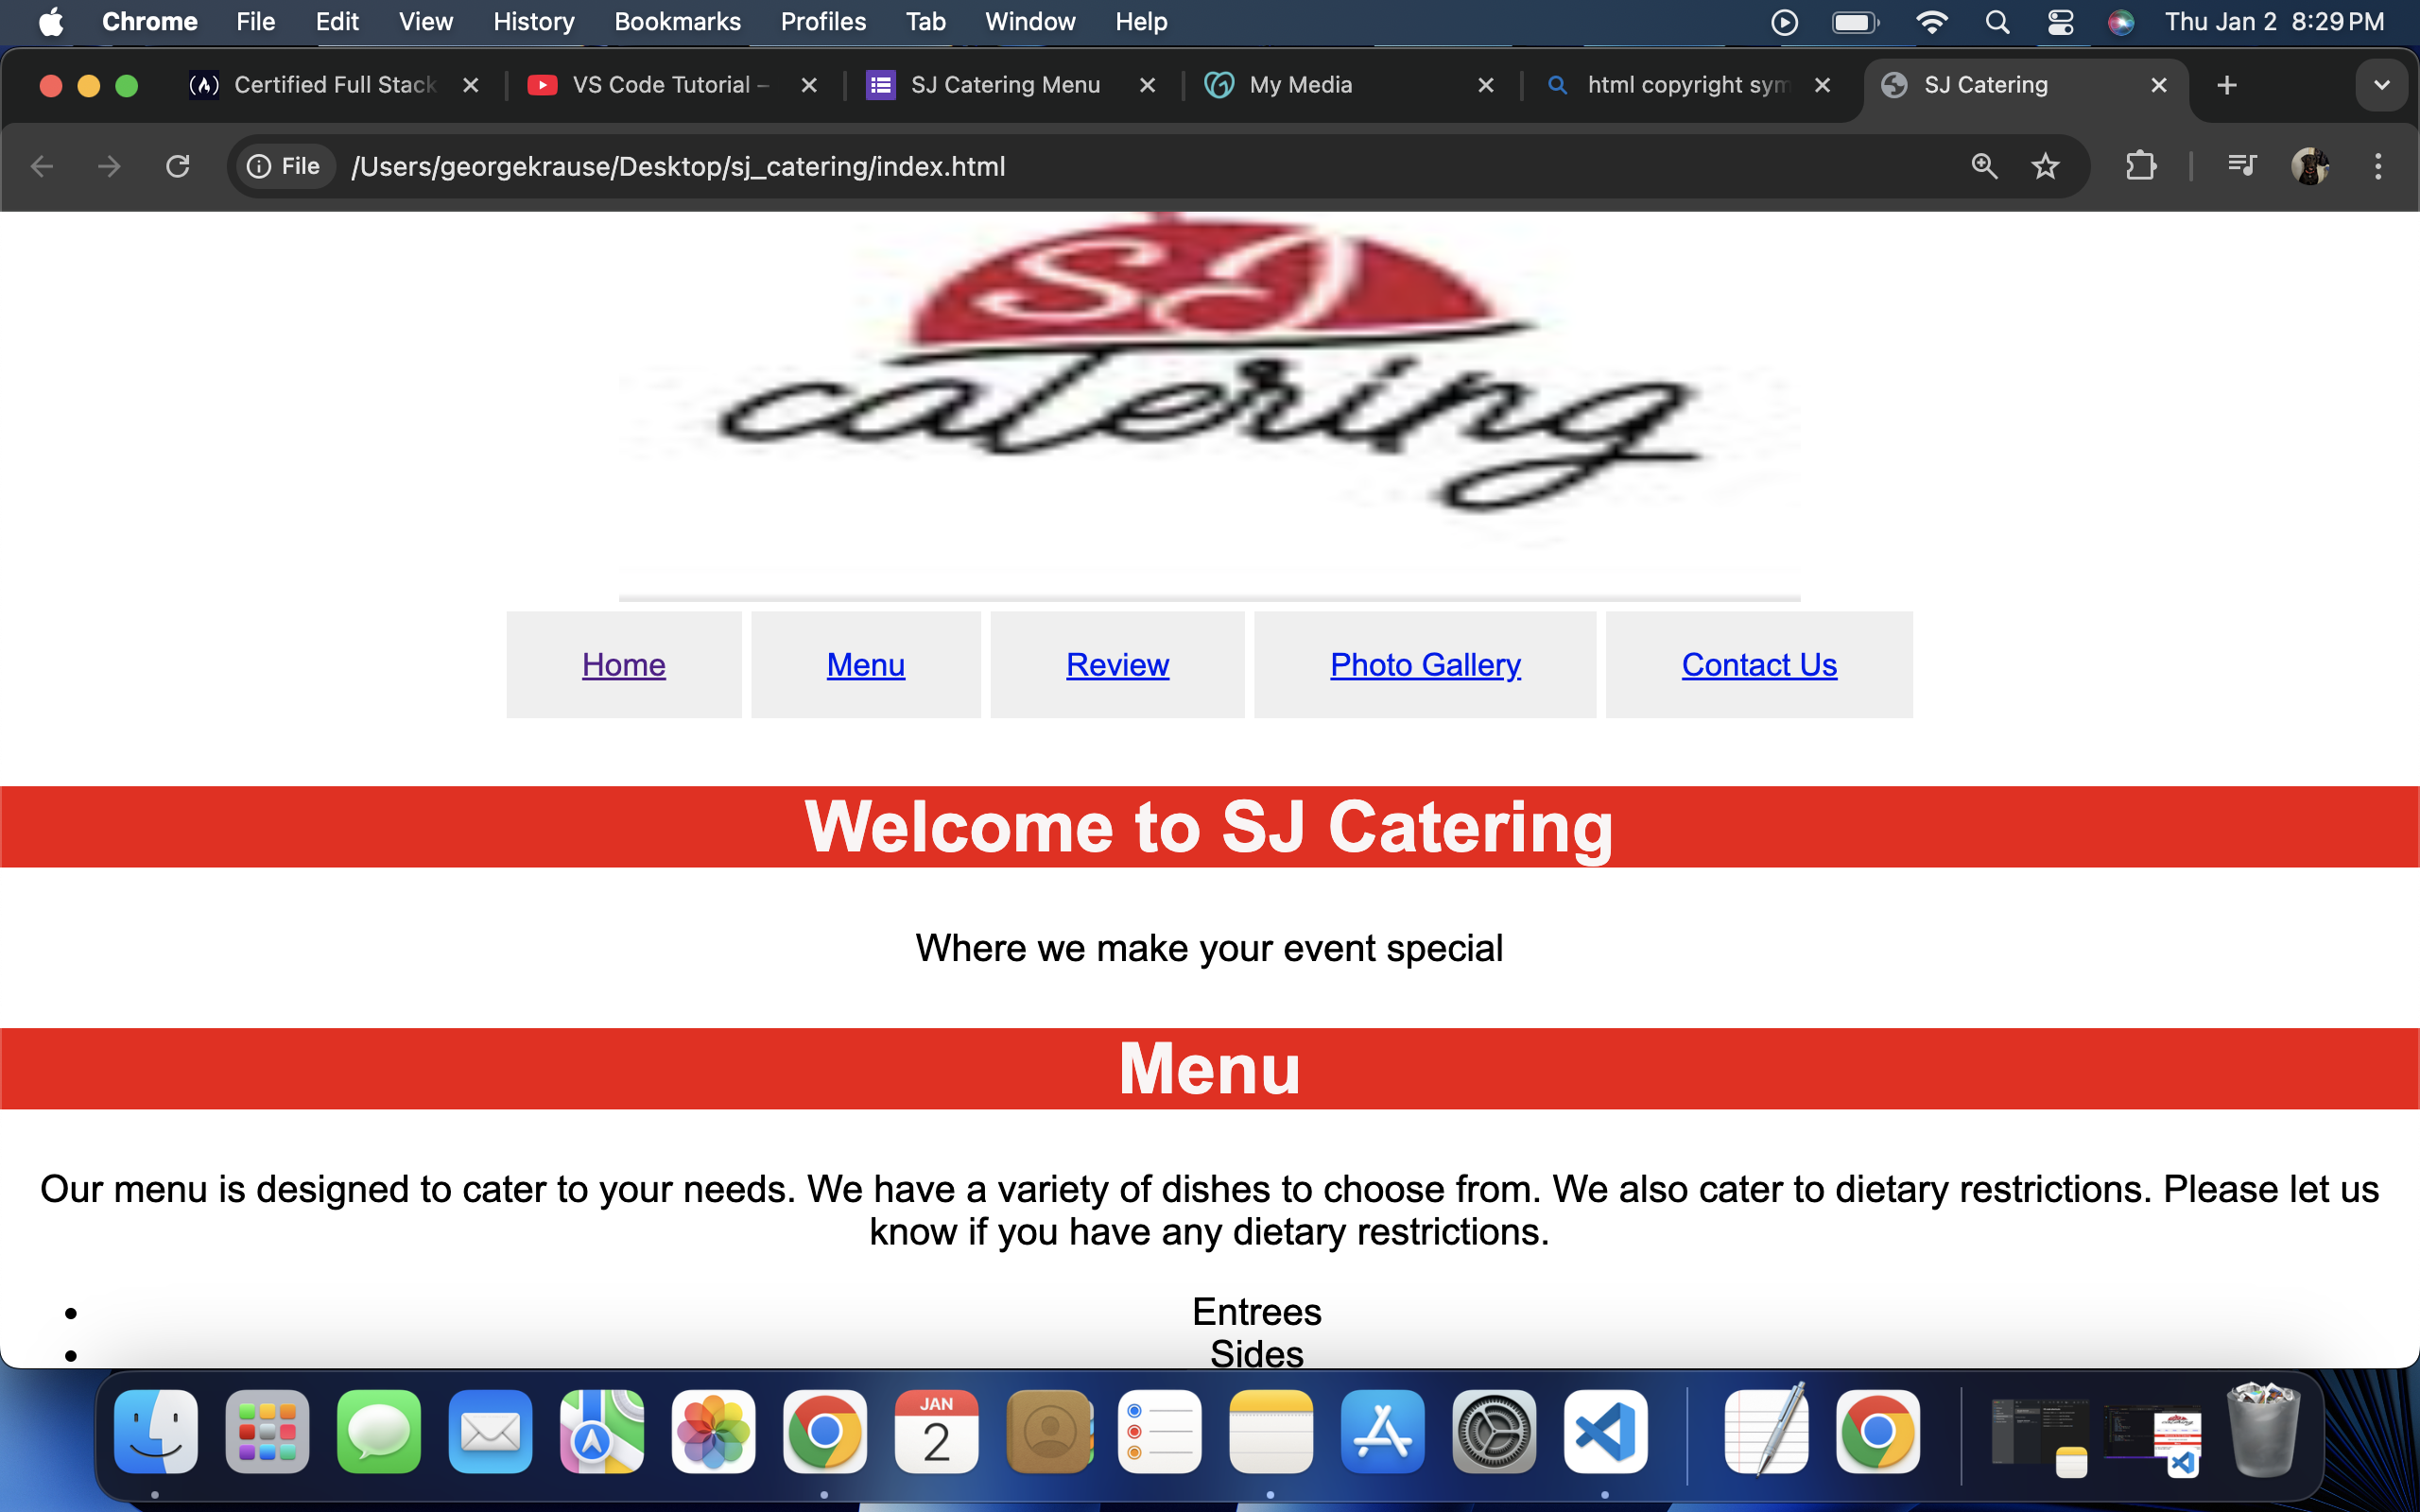 Chrome File Edit View History Bookmarks Profiles Tab Window Help Thu Jan 2 8:29 PM
Certified Full Stack VS Code Tutorial – SJ Catering Menu My Media html copyright sym SJ Catering
File /Users/georgekrause/Desktop/sj_catering/index.html
SJ
catering
Home Menu Review Photo Gallery Contact Us
Welcome to SJ Catering
Where we make your event special
Menu
Our menu is designed to cater to your needs. We have a variety of dishes to choose from. We also cater to dietary restrictions. Please let us
know if you have any dietary restrictions.
• Entrees
• Sides
JAN
2